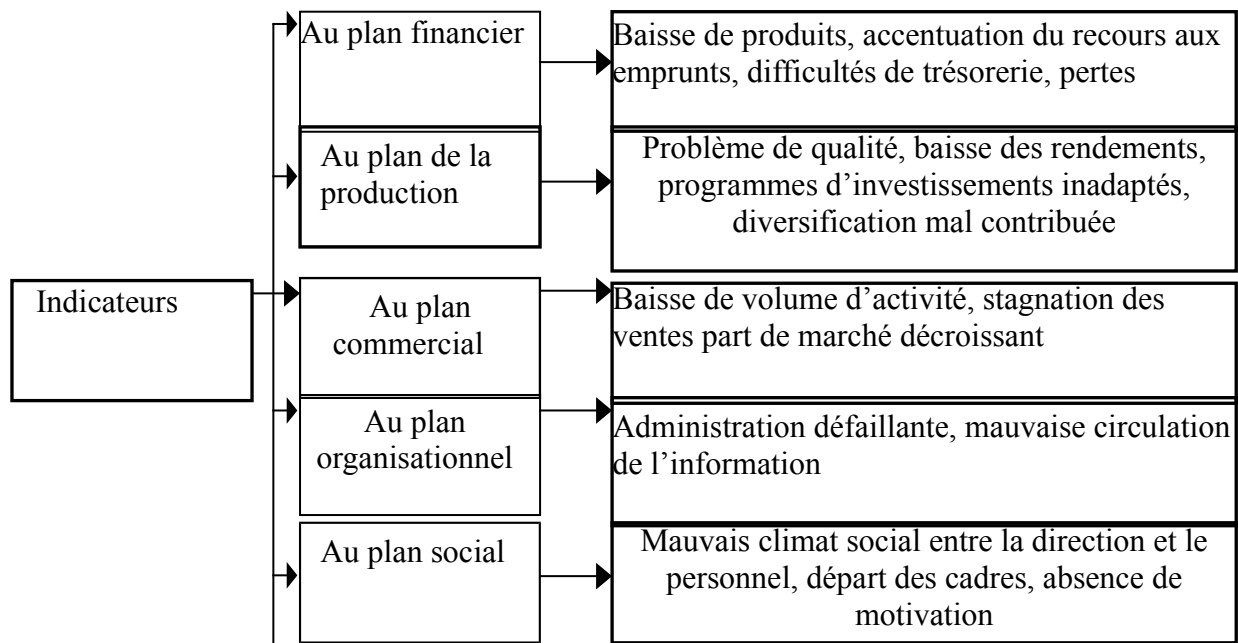 Au plan financier
Baisse de produits, accentuation du recours aux
emprunts, difficultés de trésorerie, pertes
Au plan de la
production
Problème de qualité, baisse des rendements,
programmes d’investissements inadaptés,
diversification mal contribuée
Indicateurs
Au plan
commercial
Baisse de volume d’activité, stagnation des
ventes part de marché décroissant
Au plan
organisationnel
Administration défaillante, mauvaise circulation
de l’information
Au plan social
Mauvais climat social entre la direction et le
personnel, départ des cadres, absence de
motivation